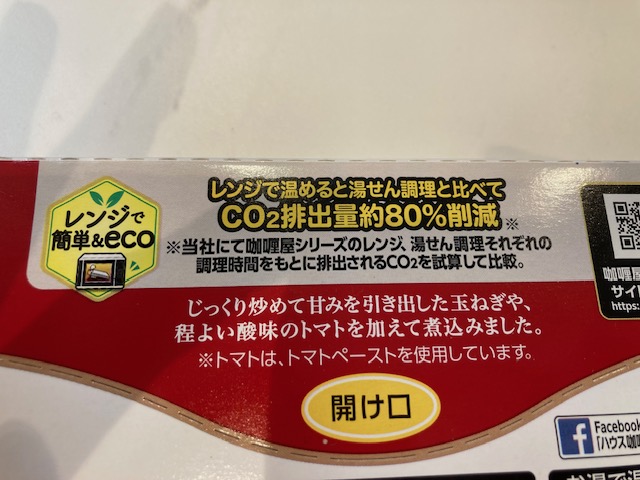 レンジで温めると湯せん調理と比べて
CO2排出量約80%削減※
レンジで
簡単&eco
※当社にて咖喱屋シリーズのレンジ、湯せん調理それぞれの
調理時間をもとに排出されるCO2を試算して比較。
咖喱屋
サイ
https:
じっくり炒めて甘みを引き出した玉ねぎや、
程よい酸味のトマトを加えて煮込みました。
※トマトは、トマトペーストを使用しています。
開け口
Facebook
「ハウス咖